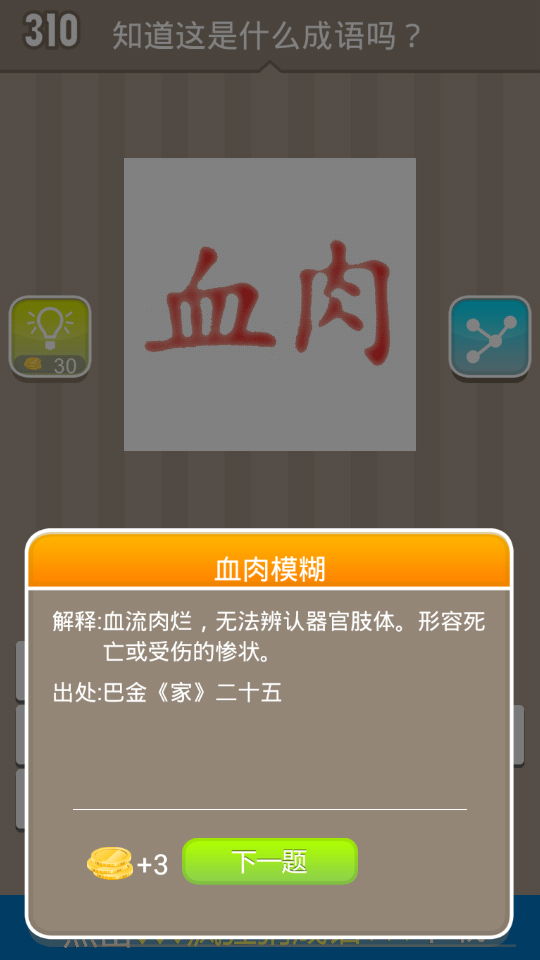 310 知道这是什么成语吗？
血肉
30
血肉模糊
解释:血流肉烂，无法辨认器官肢体。形容死
亡或受伤的惨状。
出处:巴金《家》二十五
+3 下一题